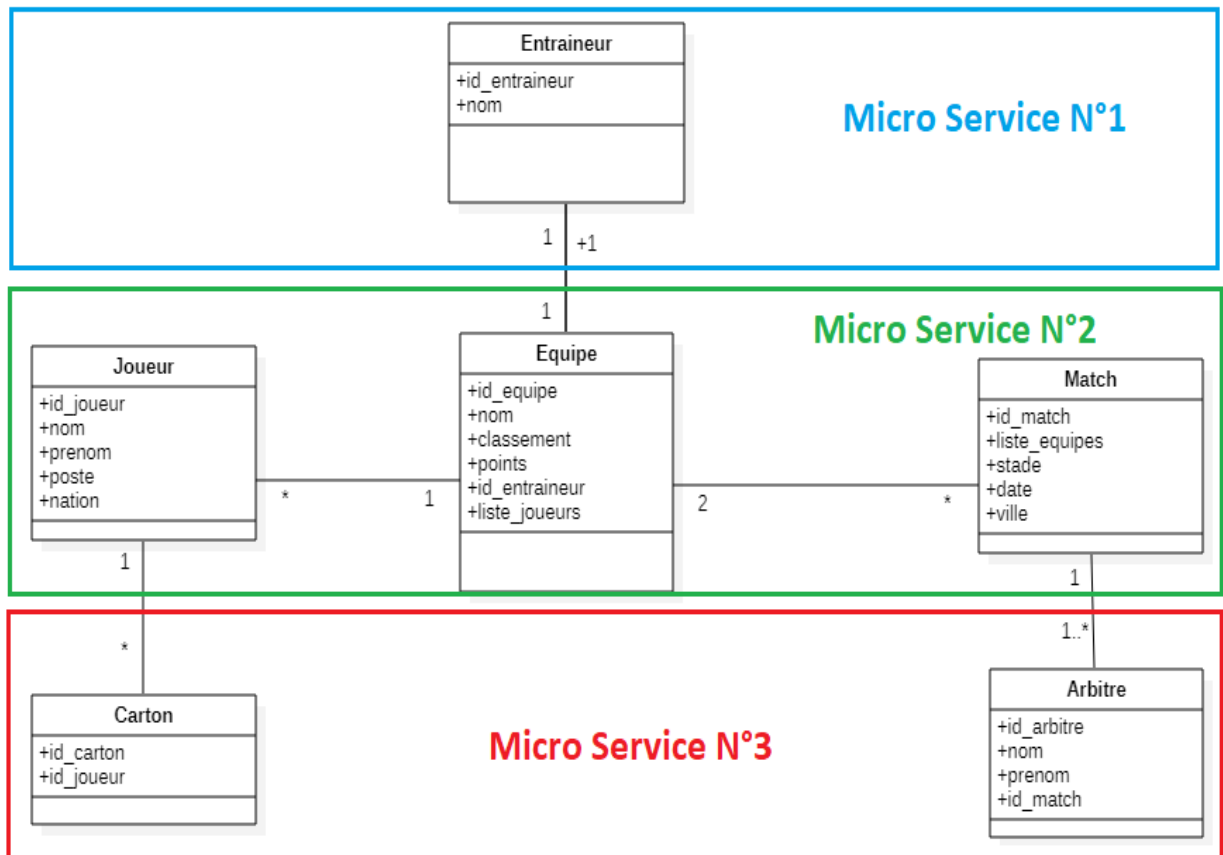 Entraineur
+id_entraineur
+nom
Micro Service N°1
1
+1
1
Micro Service N°2
Joueur
+id_joueur
+nom
+prenom
+poste
+nation
Equipe
+id_equipe
+nom
+classement
+points
+id_entraineur
+liste_joueurs
Match
+id_match
+liste_equipes
+stade
+date
+ville
*
1
2
*
1
1
*
1..*
Carton
+id_carton
+id_joueur
Micro Service N°3
Arbitre
+id_arbitre
+nom
+prenom
+id_match